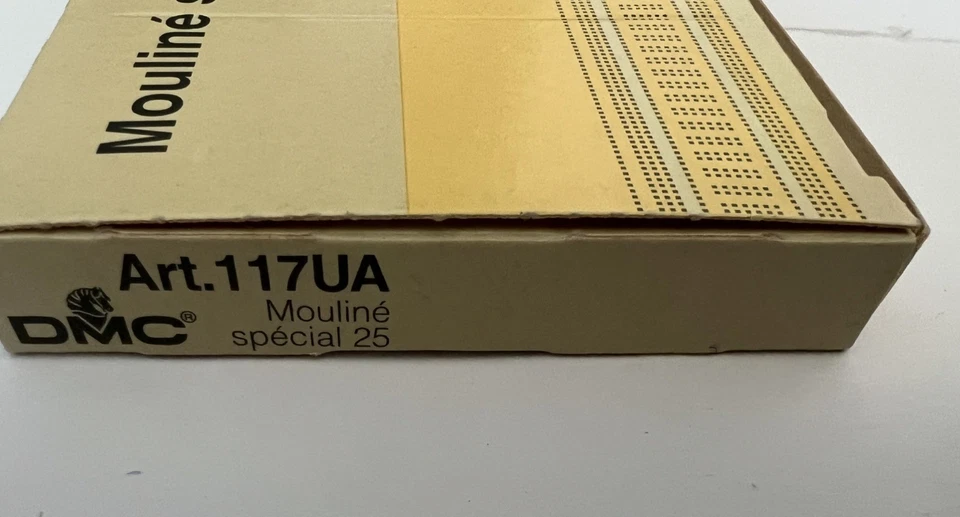 Mouliné s
Art.117UA
DMC®
Mouliné
spécial 25